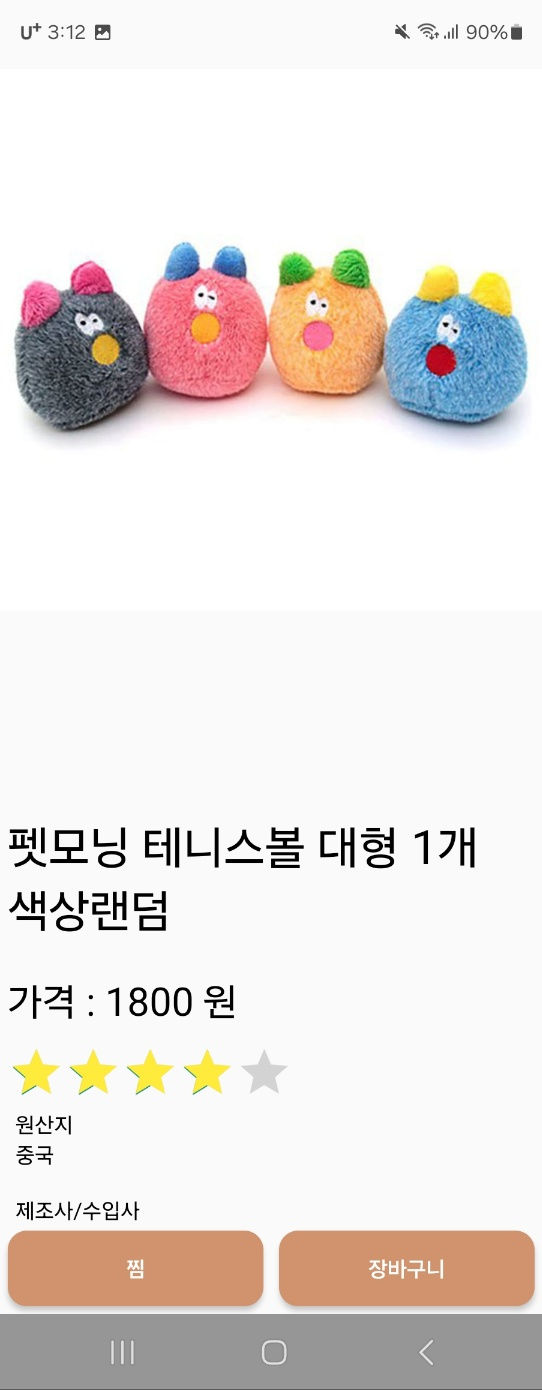 U+ 3:12 90%
펫모닝 테니스볼 대형 1개
색상랜덤
가격 : 1800 원
원산지
중국
제조사/수입사
찜 장바구니